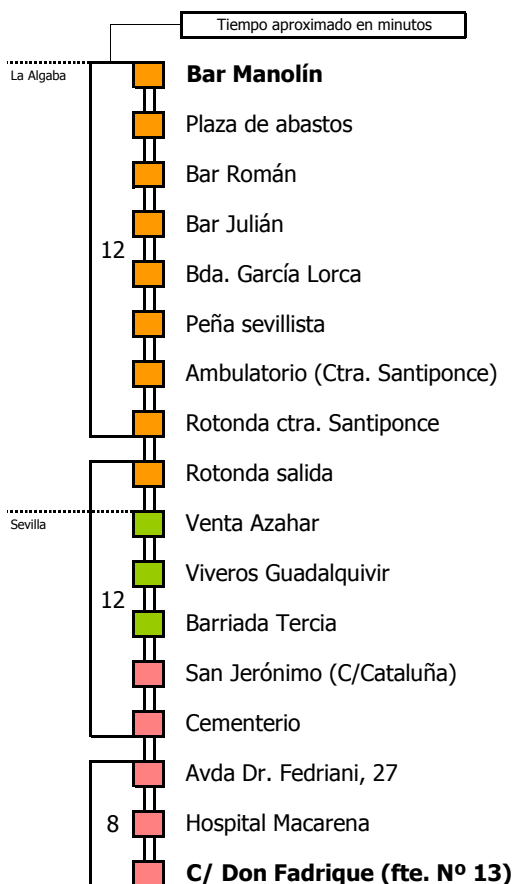 Tiempo aproximado en minutos
La Algaba
Bar Manolín
Plaza de abastos
Bar Román
Bar Julián
12
Bda. García Lorca
Peña sevillista
Ambulatorio (Ctra. Santiponce)
Rotonda ctra. Santiponce
Rotonda salida
Sevilla
Venta Azahar
Viveros Guadalquivir
12
Barriada Tercia
San Jerónimo (C/Cataluña)
Cementerio
Avda Dr. Fedriani, 27
8
Hospital Macarena
C/ Don Fadrique (fte. Nº 13)